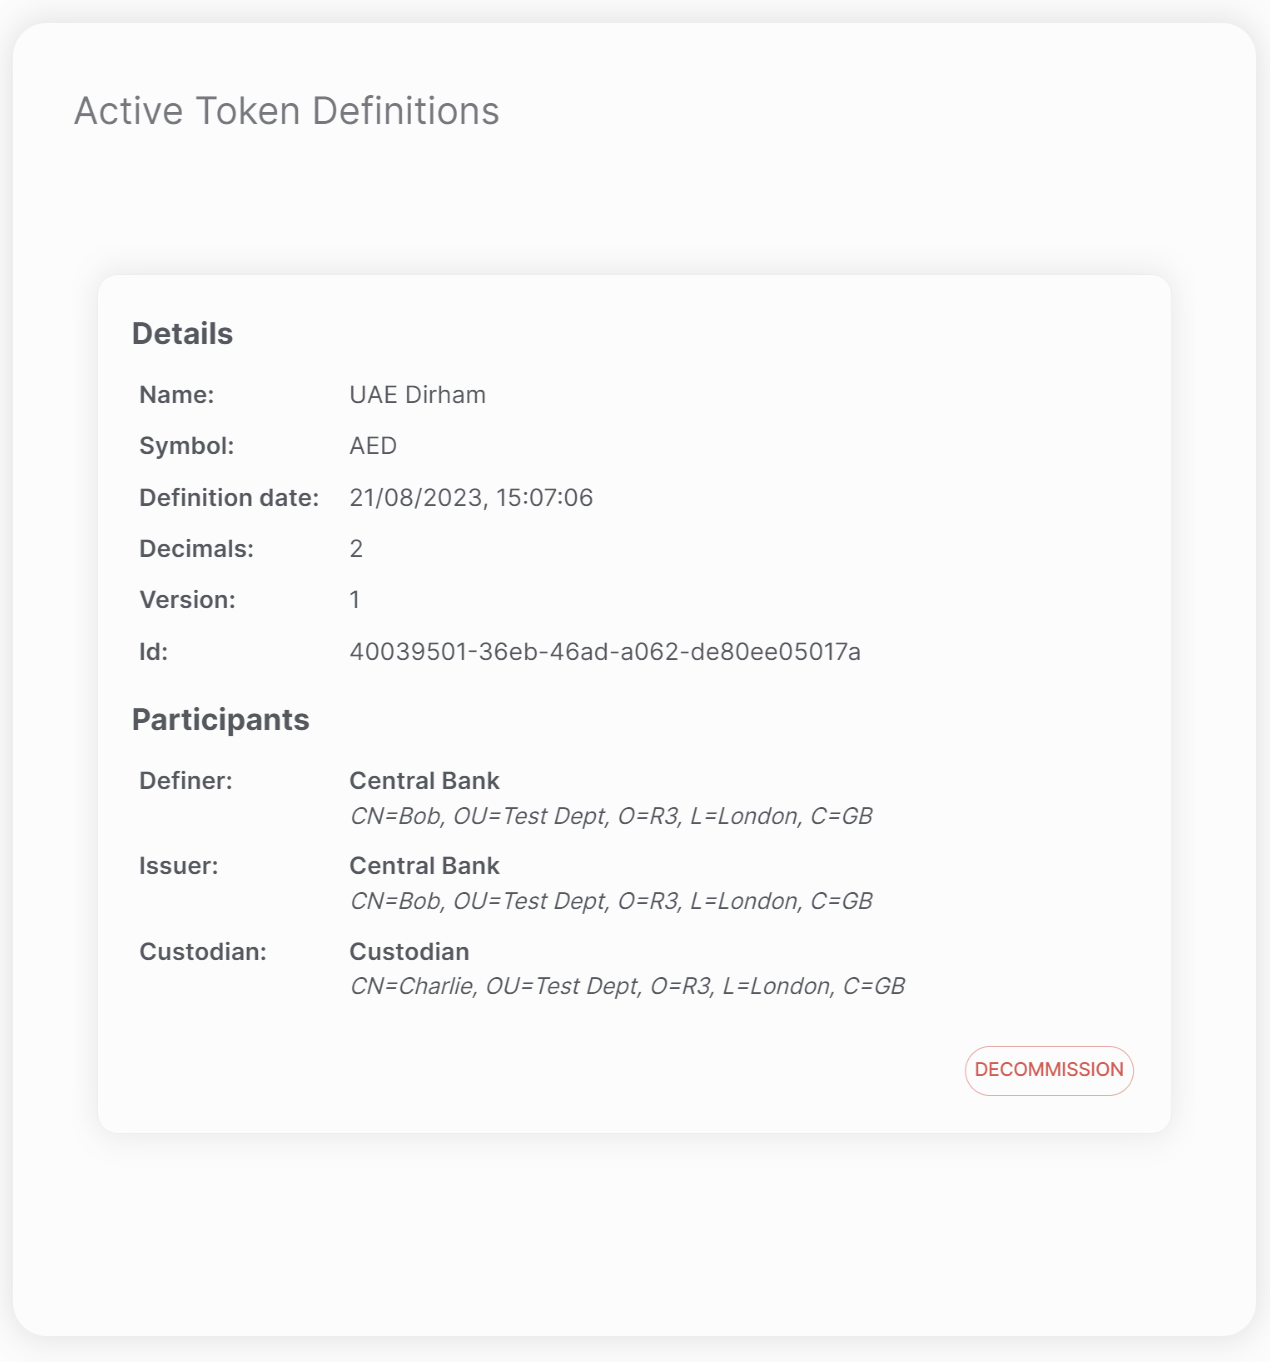 Active Token Definitions
Details
Name: UAE Dirham
Symbol: AED
Definition date: 21/08/2023, 15:07:06
Decimals: 2
Version: 1
Id: 40039501-36eb-46ad-a062-de80ee05017a
Participants
Definer: Central Bank
CN=Bob, OU=Test Dept, O=R3, L=London, C=GB
Issuer: Central Bank
CN=Bob, OU=Test Dept, O=R3, L=London, C=GB
Custodian: Custodian
CN=Charlie, OU=Test Dept, O=R3, L=London, C=GB
DECOMMISSION